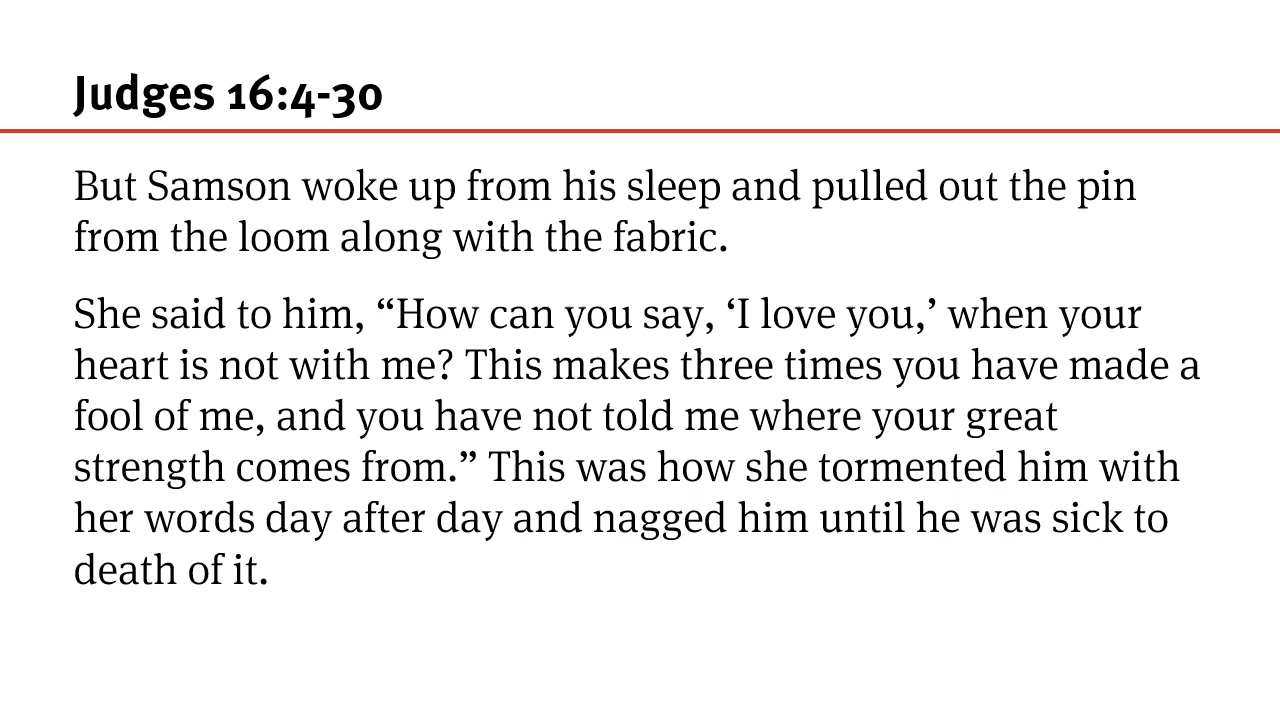 Judges 16:4-30
But Samson woke up from his sleep and pulled out the pin
from the loom along with the fabric.
She said to him, “How can you say, ‘I love you,’ when your
heart is not with me? This makes three times you have made a
fool of me, and you have not told me where your great
strength comes from.” This was how she tormented him with
her words day after day and nagged him until he was sick to
death of it.